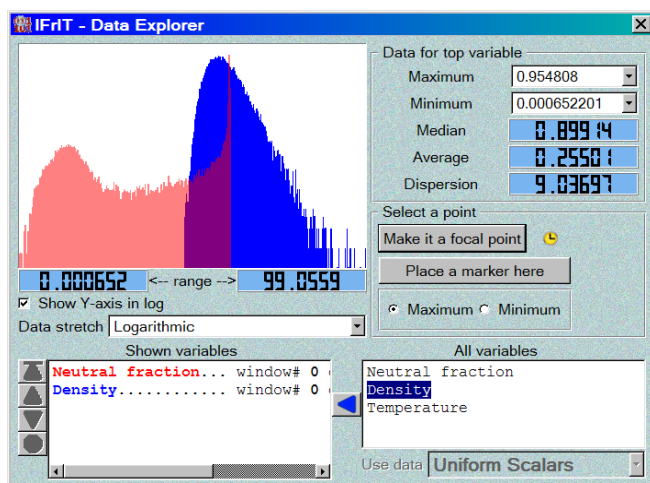 IFrIT - Data Explorer
Data for top variable
Maximum 0.954808
Minimum 0.000652201
Median 0.89914
Average 0.25501
Dispersion 9.03697
Select a point
Make it a focal point
Place a marker here
Maximum Minimum
0.000652 <-- range --> 99.0559
Show Y-axis in log
Data stretch Logarithmic
Shown variables
Neutral fraction... window# 0
Density............ window# 0
All variables
Neutral fraction
Density
Temperature
Use data Uniform Scalars